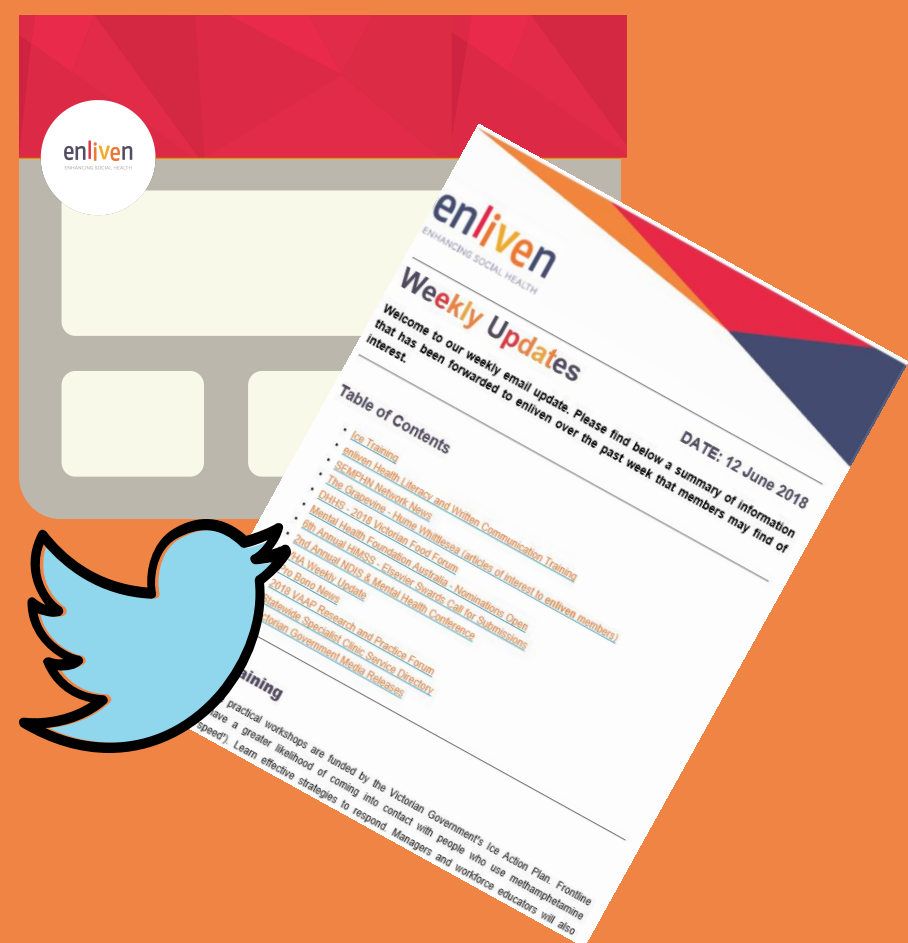 enliven
ENHANCING SOCIAL HEALTH
enliven
ENHANCING SOCIAL HEALTH
Weekly Updates
DATE: 12 June 2018
Welcome to our weekly email update. Please find below a summary of information
that has been forwarded to enliven over the past week that members may find of
interest.
Table of Contents
Ice Training
enliven Health Literacy and Written Communication Training
SEMPHN Network News
The Grapevine - Hume Whittlesea (articles of interest to enliven members)
DHHS - 2018 Victorian Food Forum
Mental Health Foundation Australia - Nominations Open
6th Annual HiMSS - Elsevier Awards Call for Submissions
2nd Annual NDIS & Mental Health Conference
HA Weekly Update
Pro Bono News
2018 VAAP Research and Practice Forum
Statewide Specialist Clinic Service Directory
ctorian Government Media Releases
aining
practical workshops are funded by the Victorian Government's Ice Action Plan. Frontline
have a greater likelihood of coming into contact with people who use methamphetamine
speed"). Learn effective strategies to respond. Managers and workforce educators will also